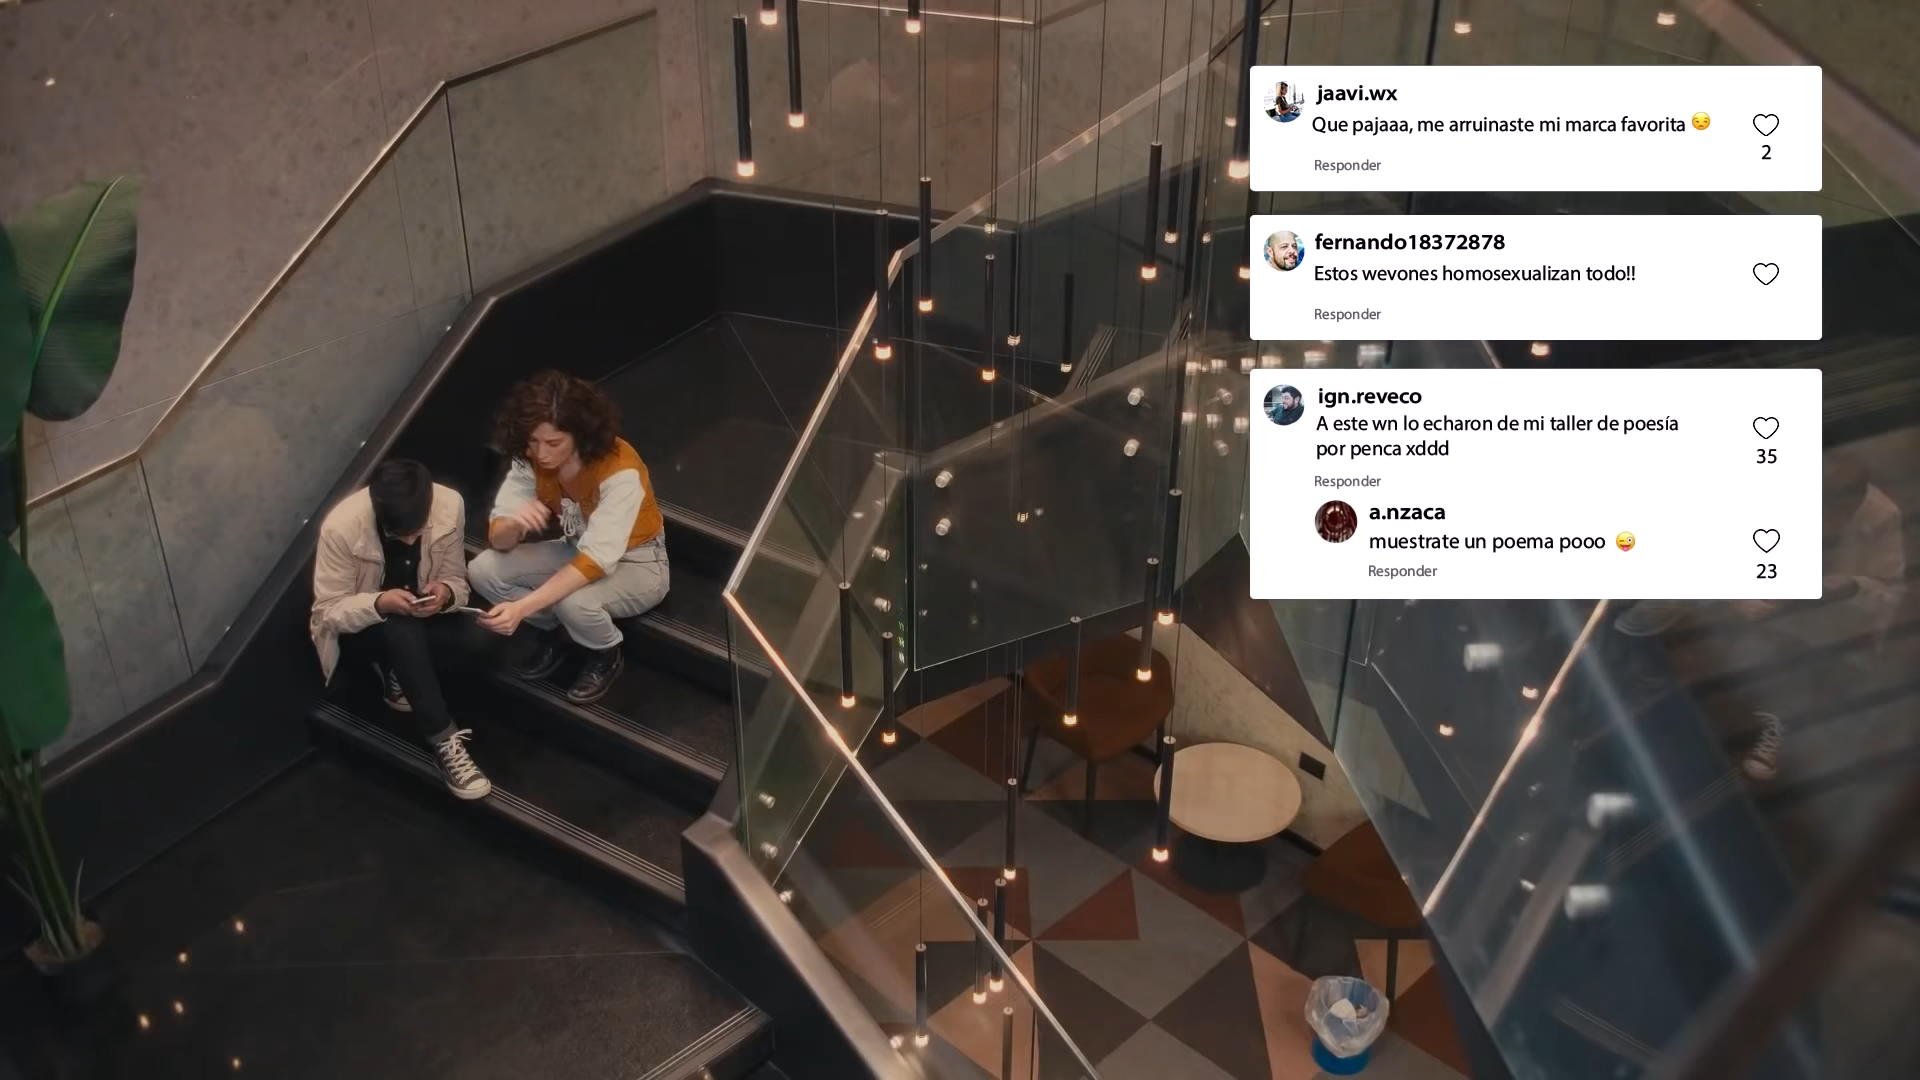 jaavi.wx
Que pajaaa, me arruinaste mi marca favorita 😒
2
Responder
fernando18372878
Estos wevones homosexualizan todo!!
Responder
ign.reveco
A este wn lo echaron de mi taller de poesía
por penca xddd
35
Responder
a.nzaca
muestrate un poema pooo 😜
Responder
23